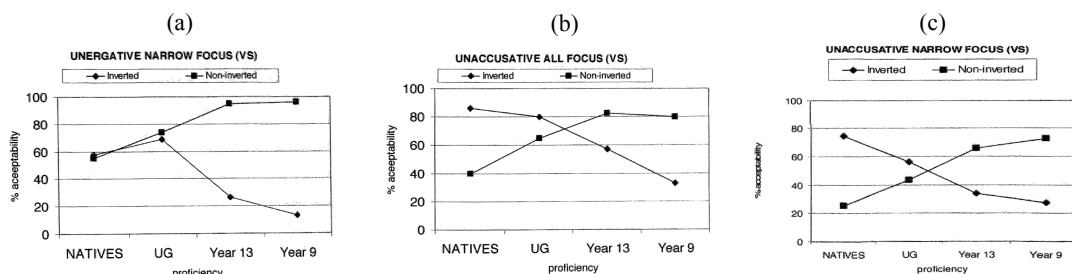 (a)
UNERGATIVE NARROW FOCUS (VS)
Inverted Non-inverted
100
80
60
40
20
0
% aceeptability
NATIVES UG Year 13 Year 9
proficiency
(b)
UNACCUSATIVE ALL FOCUS (VS)
Inverted Non-inverted
100
80
60
40
20
0
% acceptability
NATIVES UG Year 13 Year 9
proficiency
(c)
UNACCUSATIVE NARROW FOCUS (VS)
Inverted Non-inverted
100
80
60
40
20
0
% acceptability
NATIVES UG Year 13 Year 9
proficiency